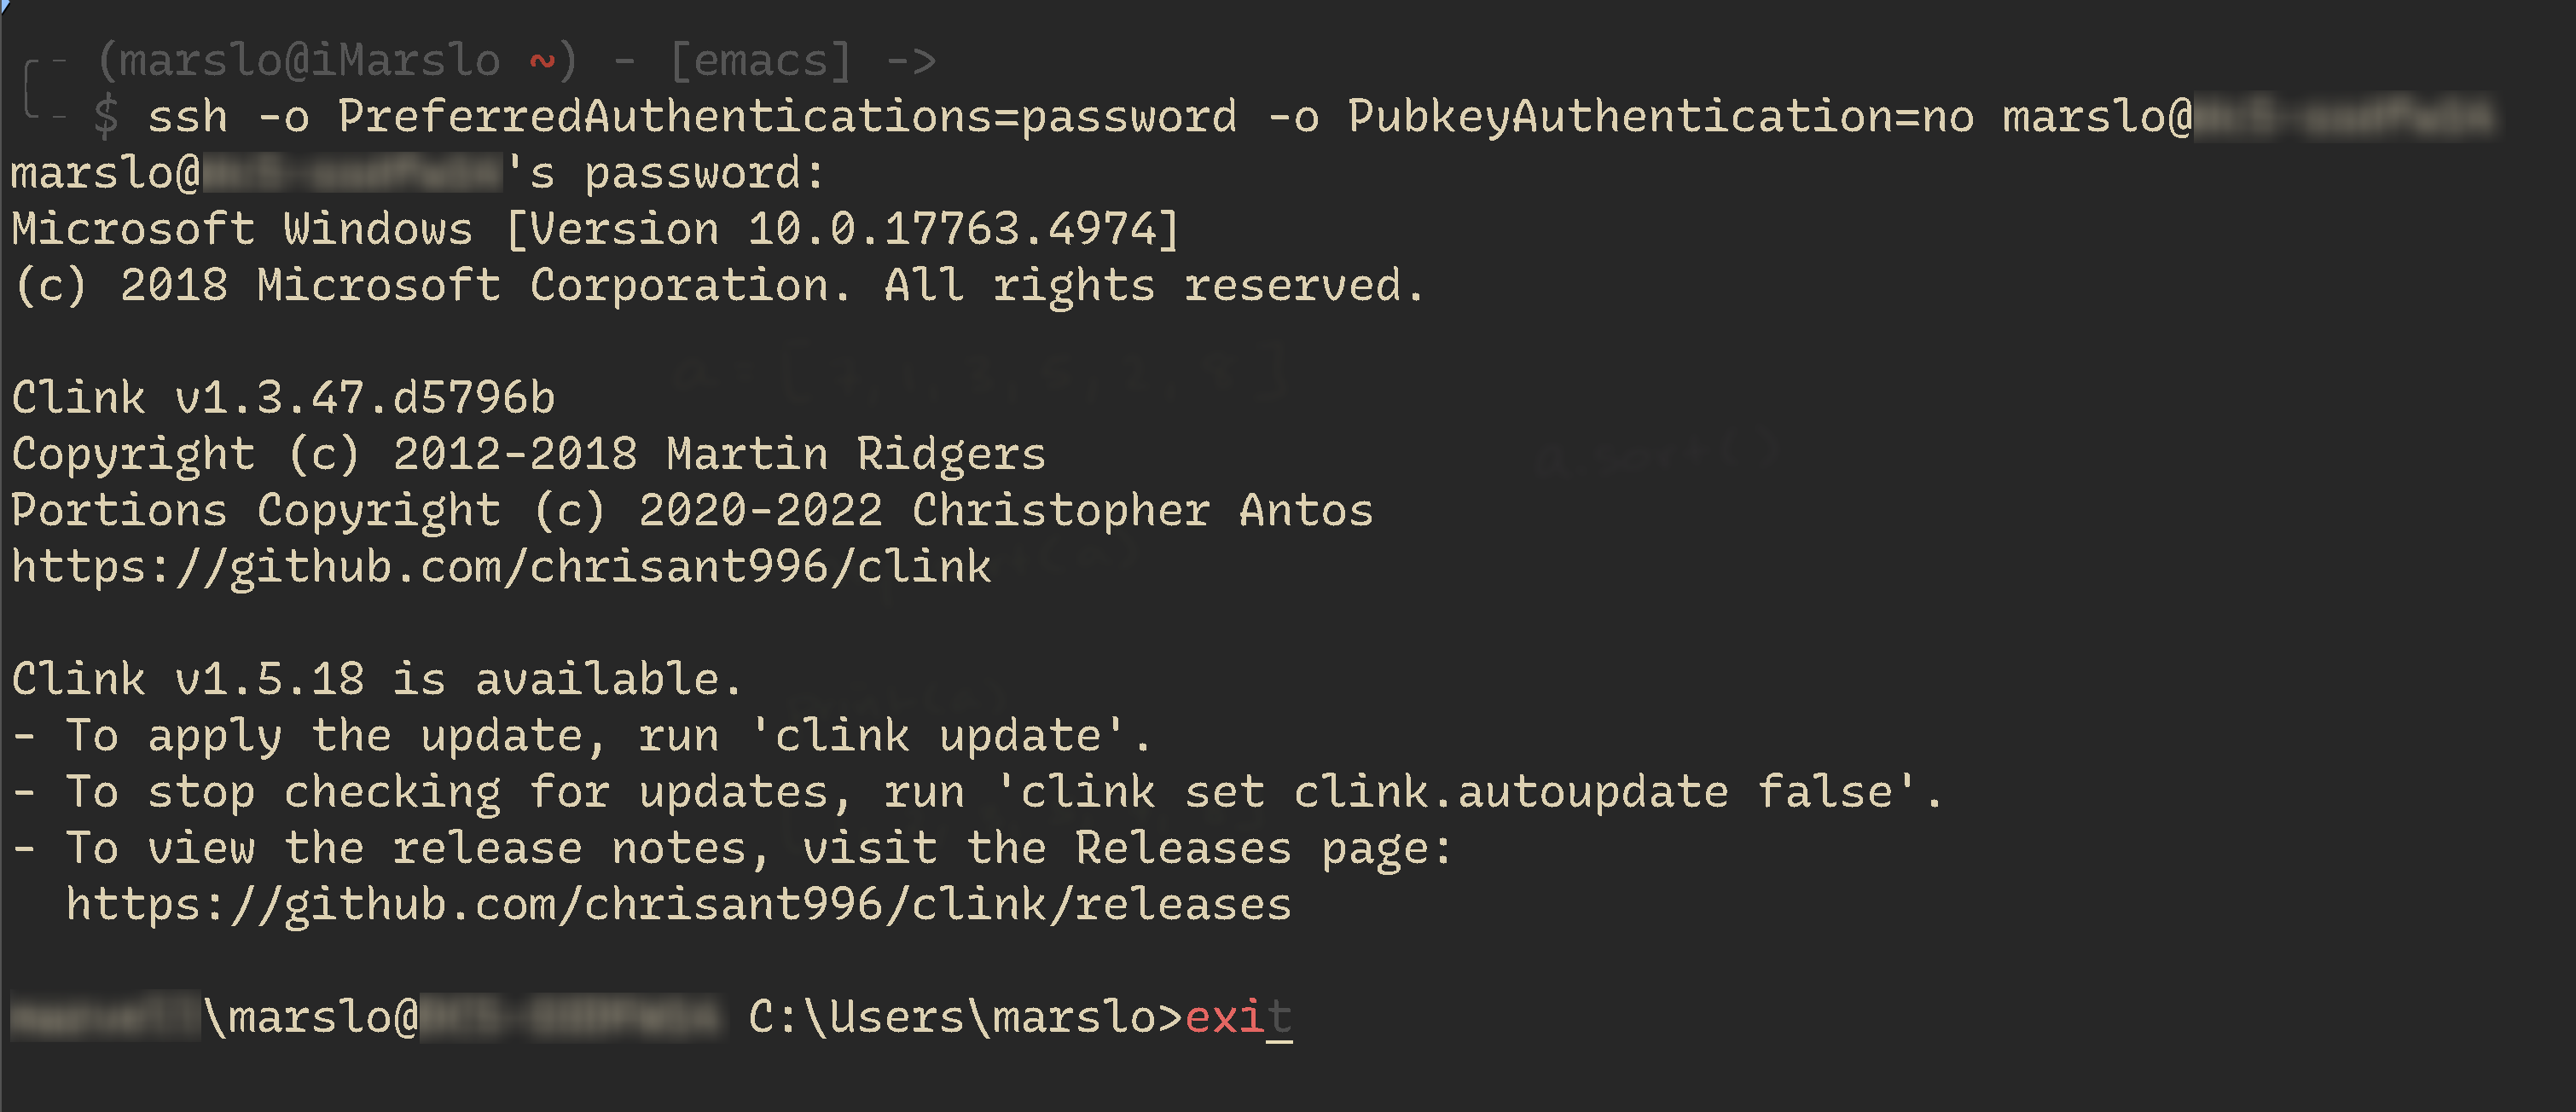 (marslo@iMarslo ~) - [emacs] ->
$ ssh -o PreferredAuthentications=password -o PubkeyAuthentication=no marslo@
marslo@'s password:
Microsoft Windows [Version 10.0.17763.4974]
(c) 2018 Microsoft Corporation. All rights reserved.
Clink v1.3.47.d5796b
Copyright (c) 2012-2018 Martin Ridgers
Portions Copyright (c) 2020-2022 Christopher Antos
https://github.com/chrisant996/clink
Clink v1.5.18 is available.
- To apply the update, run 'clink update'.
- To stop checking for updates, run 'clink set clink.autoupdate false'.
- To view the release notes, visit the Releases page:
https://github.com/chrisant996/clink/releases
\marslo@ C:\Users\marslo>exit